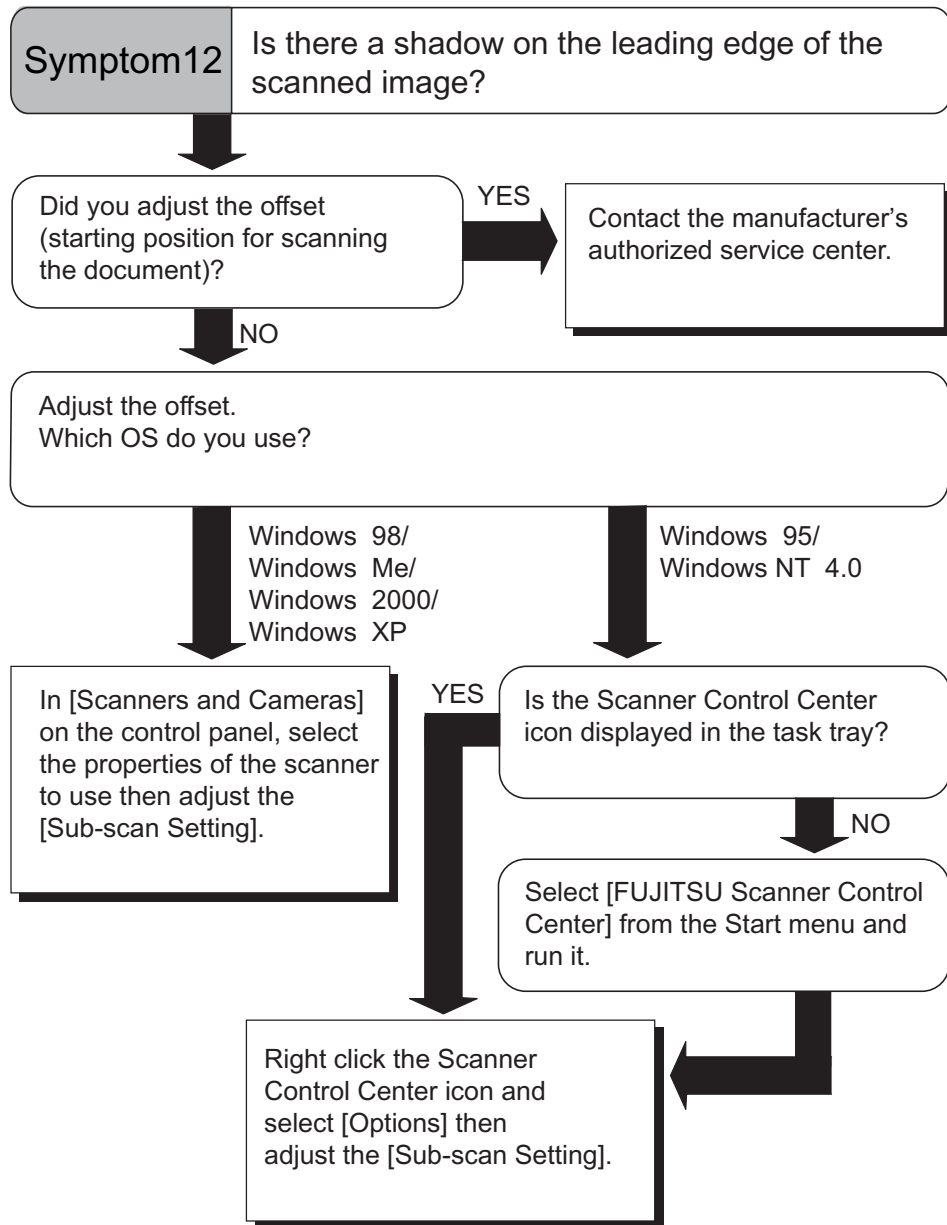 Symptom12
Is there a shadow on the leading edge of the
scanned image?
Did you adjust the offset
(starting position for scanning
the document)?
YES
Contact the manufacturer's
authorized service center.
NO
Adjust the offset.
Which OS do you use?
Windows 98/
Windows Me/
Windows 2000/
Windows XP
Windows 95/
Windows NT 4.0
In [Scanners and Cameras]
on the control panel, select
the properties of the scanner
to use then adjust the
[Sub-scan Setting].
YES
Is the Scanner Control Center
icon displayed in the task tray?
NO
Select [FUJITSU Scanner Control
Center] from the Start menu and
run it.
Right click the Scanner
Control Center icon and
select [Options] then
adjust the [Sub-scan Setting].